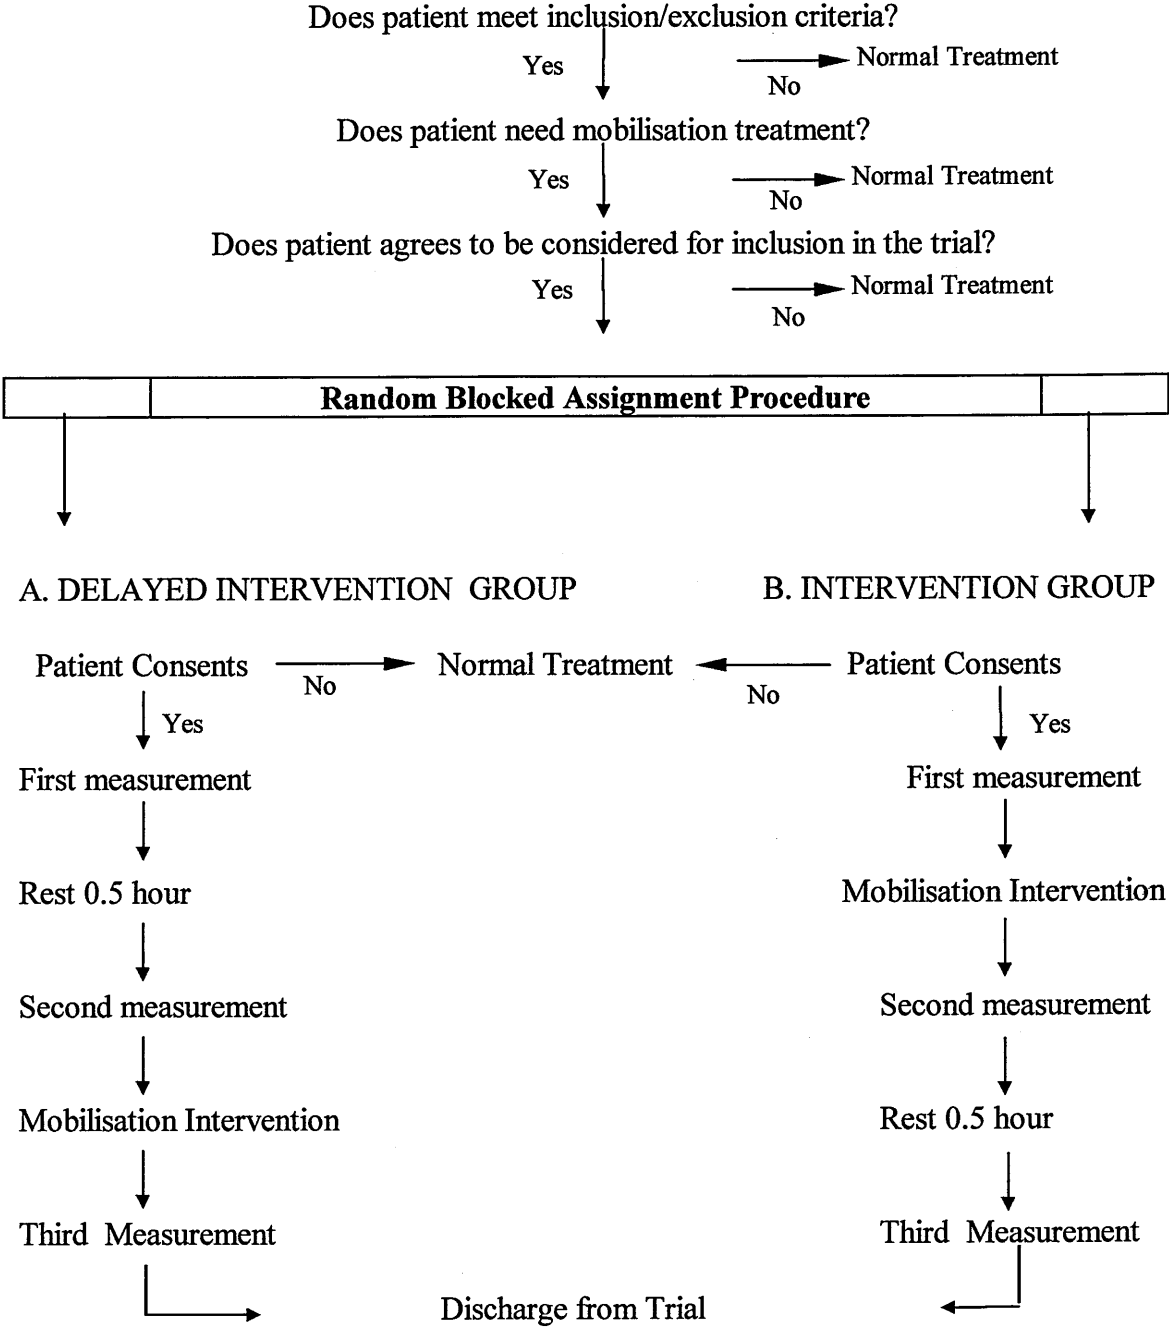 Does patient meet inclusion/exclusion criteria?
Yes
Normal Treatment
No
Does patient need mobilisation treatment?
Yes
Normal Treatment
No
Does patient agrees to be considered for inclusion in the trial?
Yes
Normal Treatment
No
Random Blocked Assignment Procedure
A. DELAYED INTERVENTION GROUP
B. INTERVENTION GROUP
Patient Consents
No
Normal Treatment
No
Patient Consents
Yes
Yes
First measurement
First measurement
Rest 0.5 hour
Mobilisation Intervention
Second measurement
Second measurement
Mobilisation Intervention
Rest 0.5 hour
Third Measurement
Third Measurement
Discharge from Trial